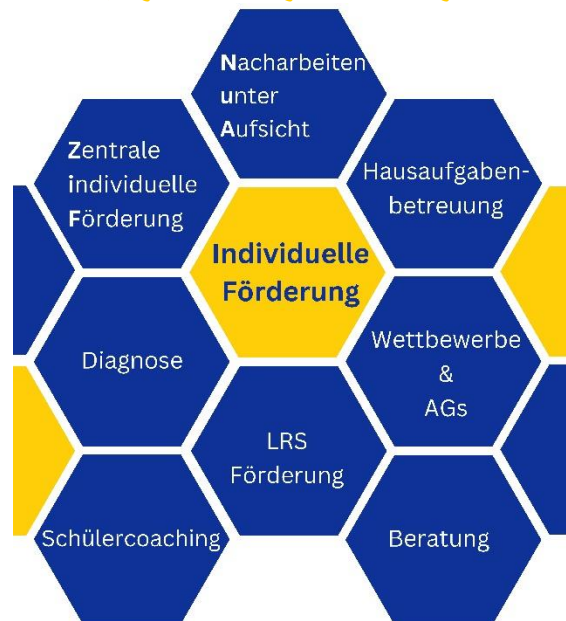 Nacharbeiten
unter
Aufsicht
Zentrale
individuelle
Förderung
Hausaufgaben-
betreuung
Individuelle
Förderung
Diagnose
Wettbewerbe
&
AGs
LRS
Förderung
Schülercoaching
Beratung